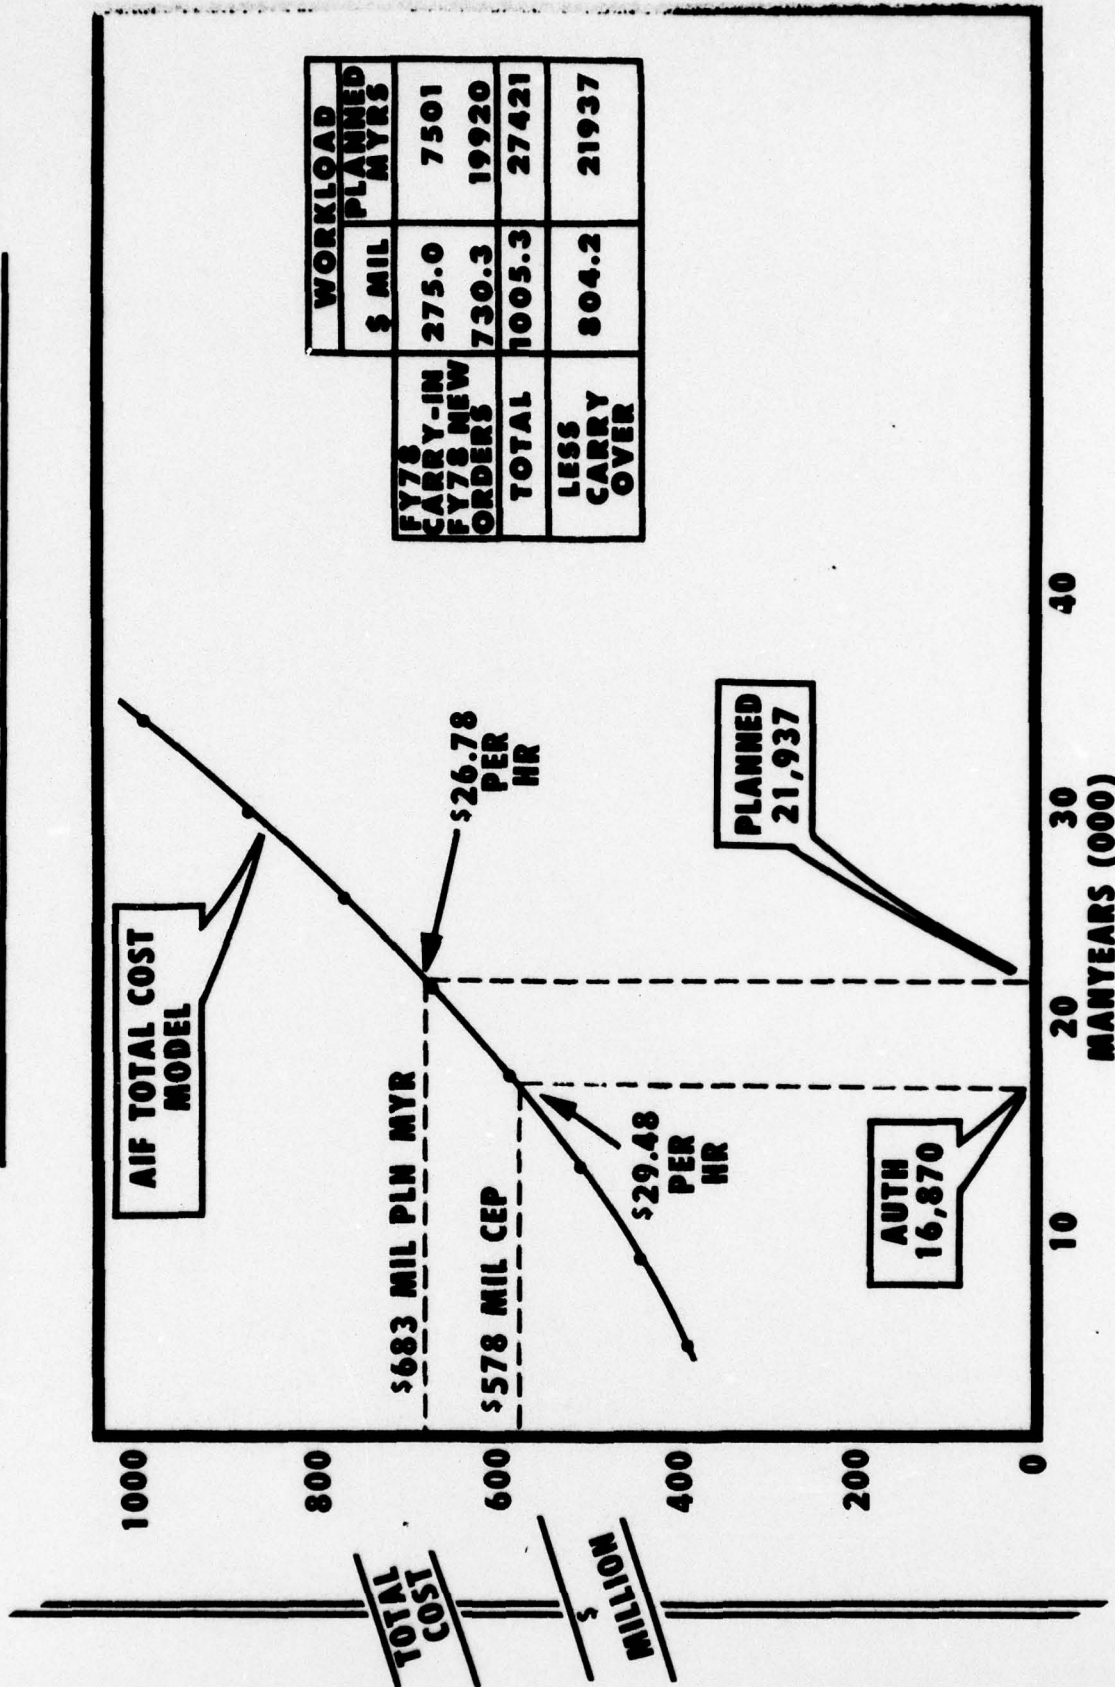 TOTAL
COST
$
MILLION
1000
800
600
400
200
0
10
20
30
40
MANYEARS (000)
AIF TOTAL COST
MODEL
$683 MIL PLN MYR
$578 MIL CEP
$26.78
PER
HR
$29.48
PER
HR
AUTH
16,870
PLANNED
21,937
WORKLOAD
$ MIL
PLANNED
MYRS
FY78
CARRY-IN 275.0 7501
FY78 NEW
ORDERS 730.3 19920
TOTAL 1005.3 27421
LESS
CARRY 804.2 21937
OVER